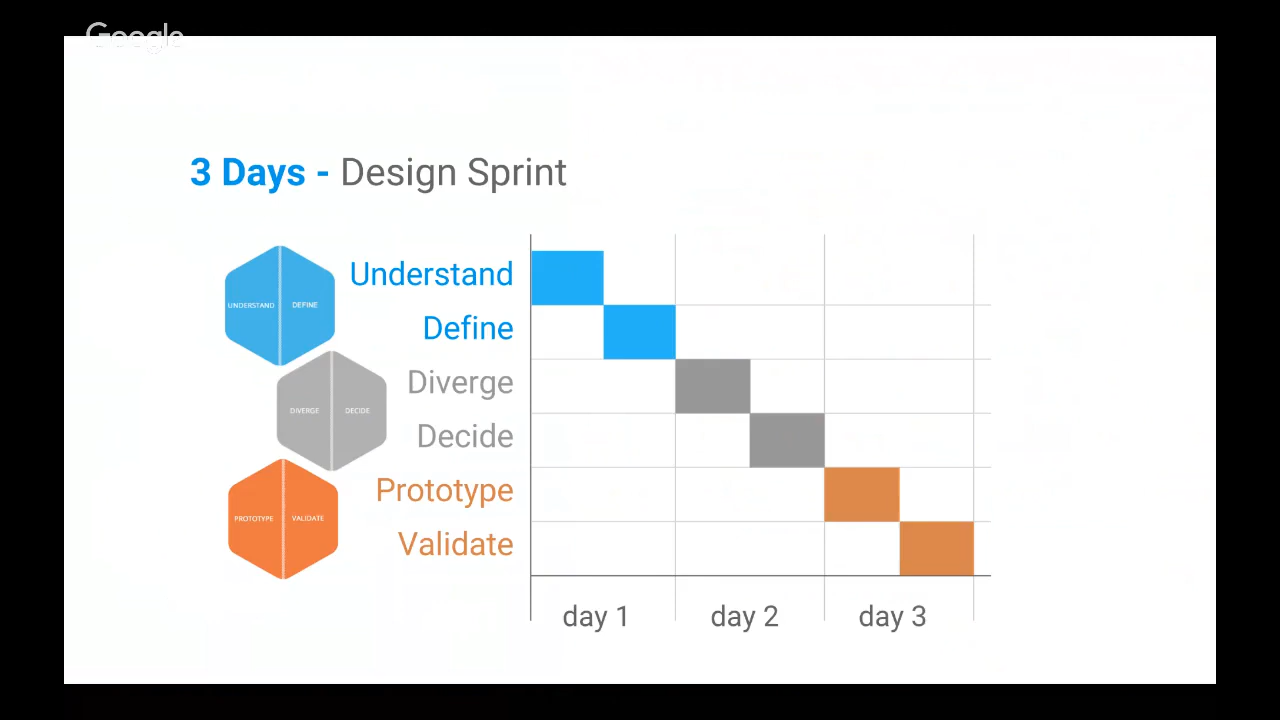 Google
3 Days - Design Sprint
Understand
UNDERSTAND DEFINE
Define
Diverge
DIVERGE DECIDE
Decide
Prototype
PROTOTYPE VALIDATE
Validate
day 1 day 2 day 3